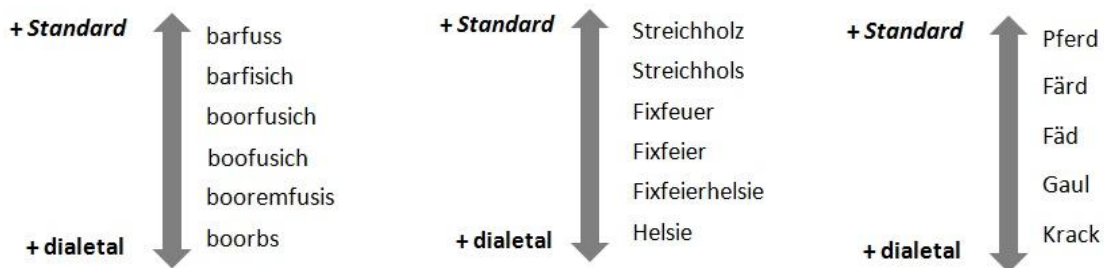 + Standard
barfuss
barfisich
boorfusich
boofusich
booremfusis
boorbs
+ dialetal
+ Standard
Streichholz
Streichhols
Fixfeuer
Fixfeier
Fixfeierhelsie
Helsie
+ dialetal
+ Standard
Pferd
Färd
Fäd
Gaul
Krack
+ dialetal